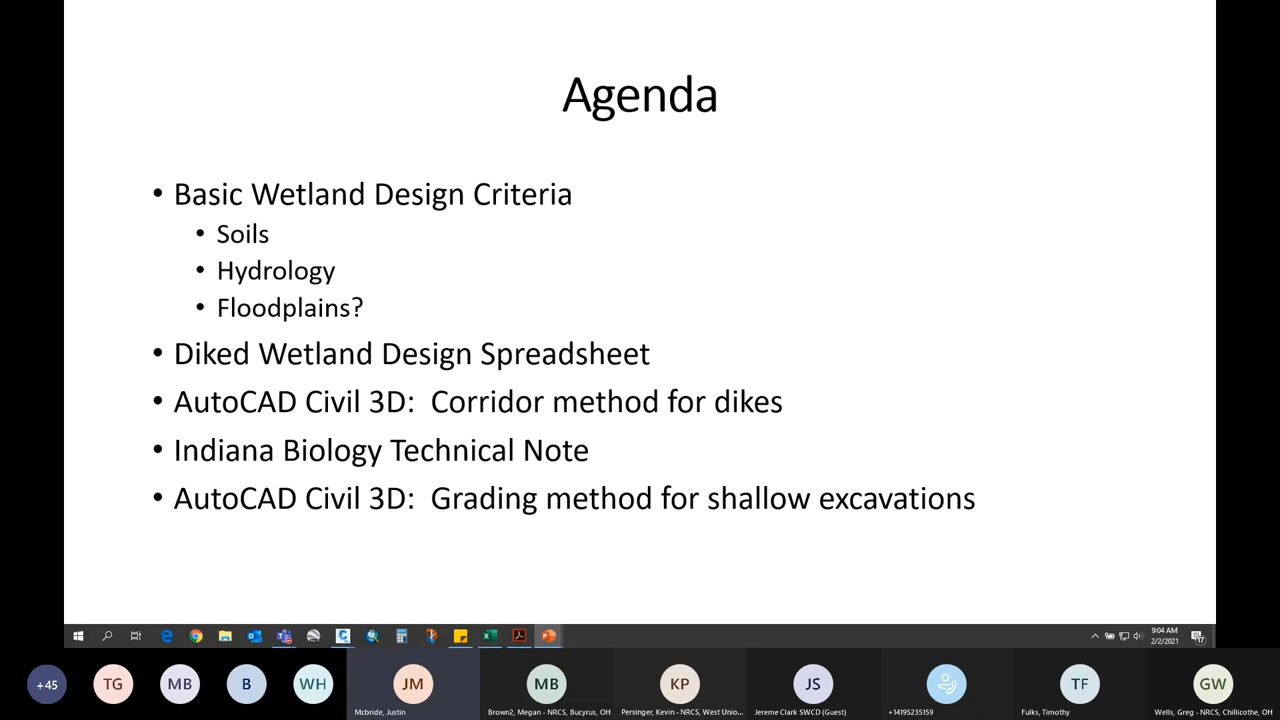 Agenda
• Basic Wetland Design Criteria
• Soils
• Hydrology
• Floodplains?
• Diked Wetland Design Spreadsheet
• AutoCAD Civil 3D:  Corridor method for dikes
• Indiana Biology Technical Note
• AutoCAD Civil 3D:  Grading method for shallow excavations
9:04 AM
2/2/2021
17
+45
TG
MB
B
WH
JM
MB
KP
JS
TF
GW
Mcbride, Justin
Brown2, Megan - NRCS, Bucyrus, OH
Persinger, Kevin - NRCS, West Unio...
Jereme Clark SWCD (Guest)
+14195235159
Fulks, Timothy
Wells, Greg - NRCS, Chillicothe, OH